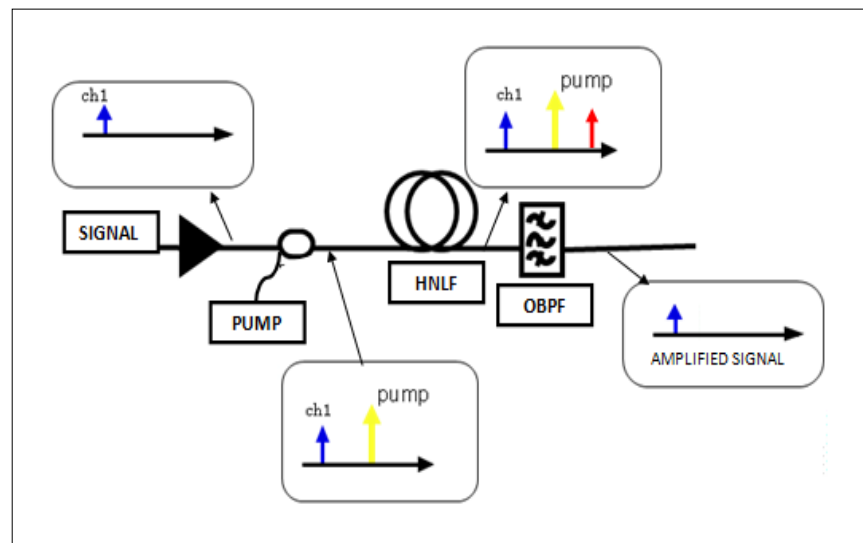 ch1
pump
ch1
SIGNAL
HNLF
PUMP
OBPF
AMPLIFIED SIGNAL
pump
ch1